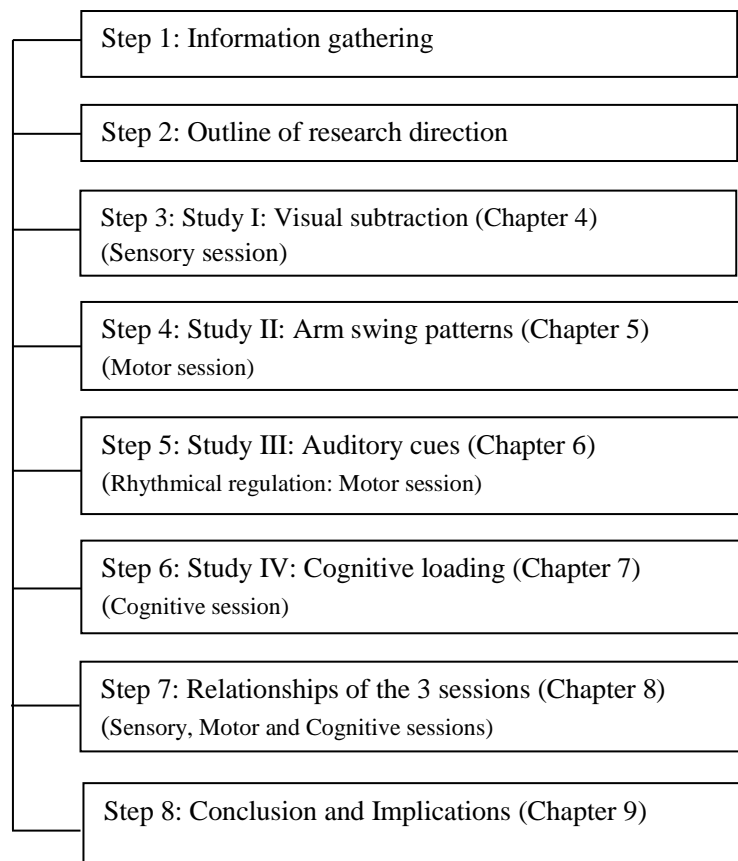 Step 1: Information gathering
Step 2: Outline of research direction
Step 3: Study I: Visual subtraction (Chapter 4)
(Sensory session)
Step 4: Study II: Arm swing patterns (Chapter 5)
(Motor session)
Step 5: Study III: Auditory cues (Chapter 6)
(Rhythmical regulation: Motor session)
Step 6: Study IV: Cognitive loading (Chapter 7)
(Cognitive session)
Step 7: Relationships of the 3 sessions (Chapter 8)
(Sensory, Motor and Cognitive sessions)
Step 8: Conclusion and Implications (Chapter 9)